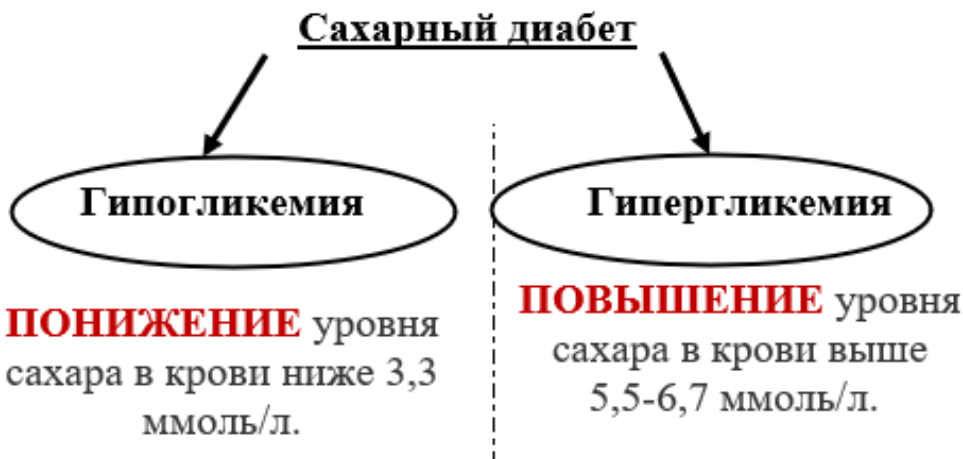 Сахарный диабет
Гипогликемия
ПОНИЖЕНИЕ уровня
сахара в крови ниже 3,3
ммоль/л.
Гипергликемия
ПОВЫШЕНИЕ уровня
сахара в крови выше
5,5-6,7 ммоль/л.